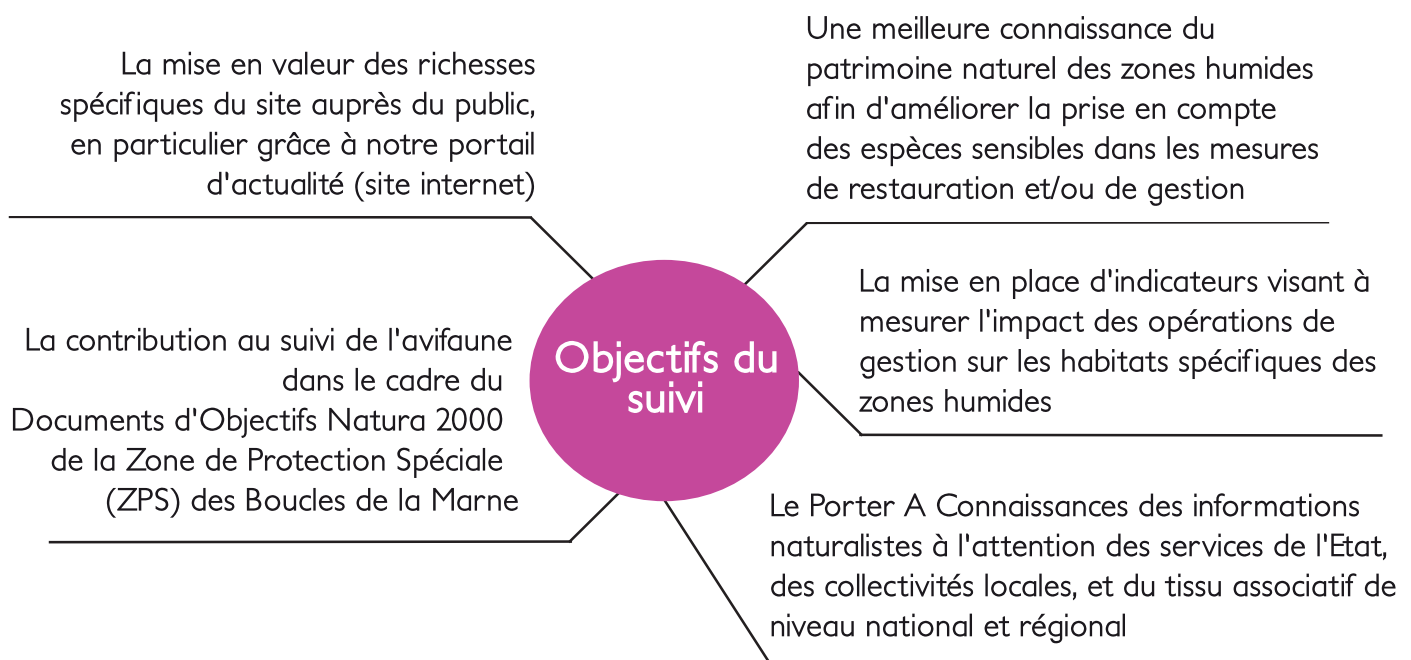 La mise en valeur des richesses
spécifiques du site auprès du public,
en particulier grâce à notre portail
d'actualité (site internet)
Une meilleure connaissance du
patrimoine naturel des zones humides
afin d'améliorer la prise en compte
des espèces sensibles dans les mesures
de restauration et/ou de gestion
Objectifs du
suivi
La mise en place d'indicateurs visant à
mesurer l'impact des opérations de
gestion sur les habitats spécifiques des
zones humides
La contribution au suivi de l'avifaune
dans le cadre du
Documents d'Objectifs Natura 2000
de la Zone de Protection Spéciale
(ZPS) des Boucles de la Marne
Le Porter A Connaissances des informations
naturalistes à l'attention des services de l'Etat,
des collectivités locales, et du tissu associatif de
niveau national et régional